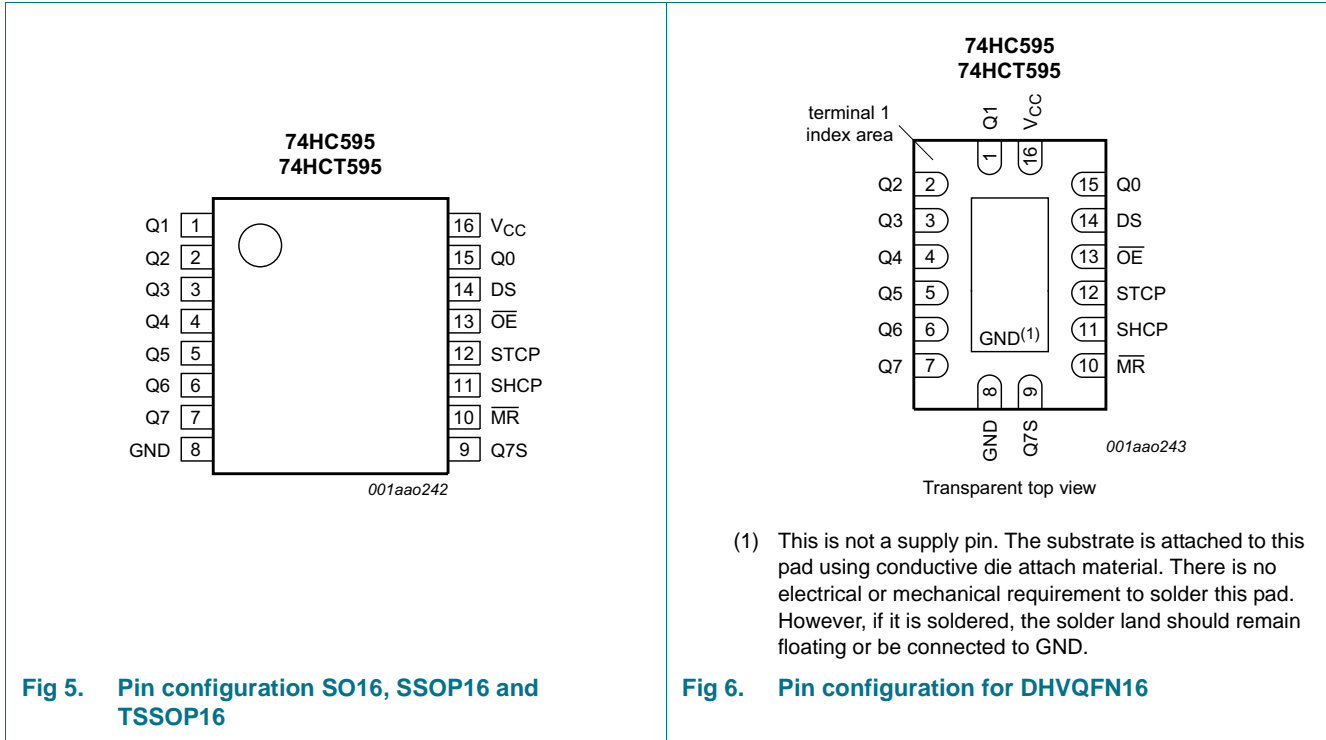 74HC595
74HCT595
Q1 1
Q2 2
Q3 3
Q4 4
Q5 5
Q6 6
Q7 7
GND 8
16 VCC
15 Q0
14 DS
13 OE
12 STCP
11 SHCP
10 MR
9 Q7S
001aao242
Fig 5. Pin configuration SO16, SSOP16 and
TSSOP16
74HC595
74HCT595
terminal 1
index area
Q1
VCC
1
16
Q2 2
Q3 3
Q4 4
Q5 5
Q6 6
Q7 7
15 Q0
14 DS
13 OE
12 STCP
11 SHCP
10 MR
GND(1)
8
9
GND
Q7S
001aao243
Transparent top view
(1) This is not a supply pin. The substrate is attached to this
pad using conductive die attach material. There is no
electrical or mechanical requirement to solder this pad.
However, if it is soldered, the solder land should remain
floating or be connected to GND.
Fig 6. Pin configuration for DHVQFN16